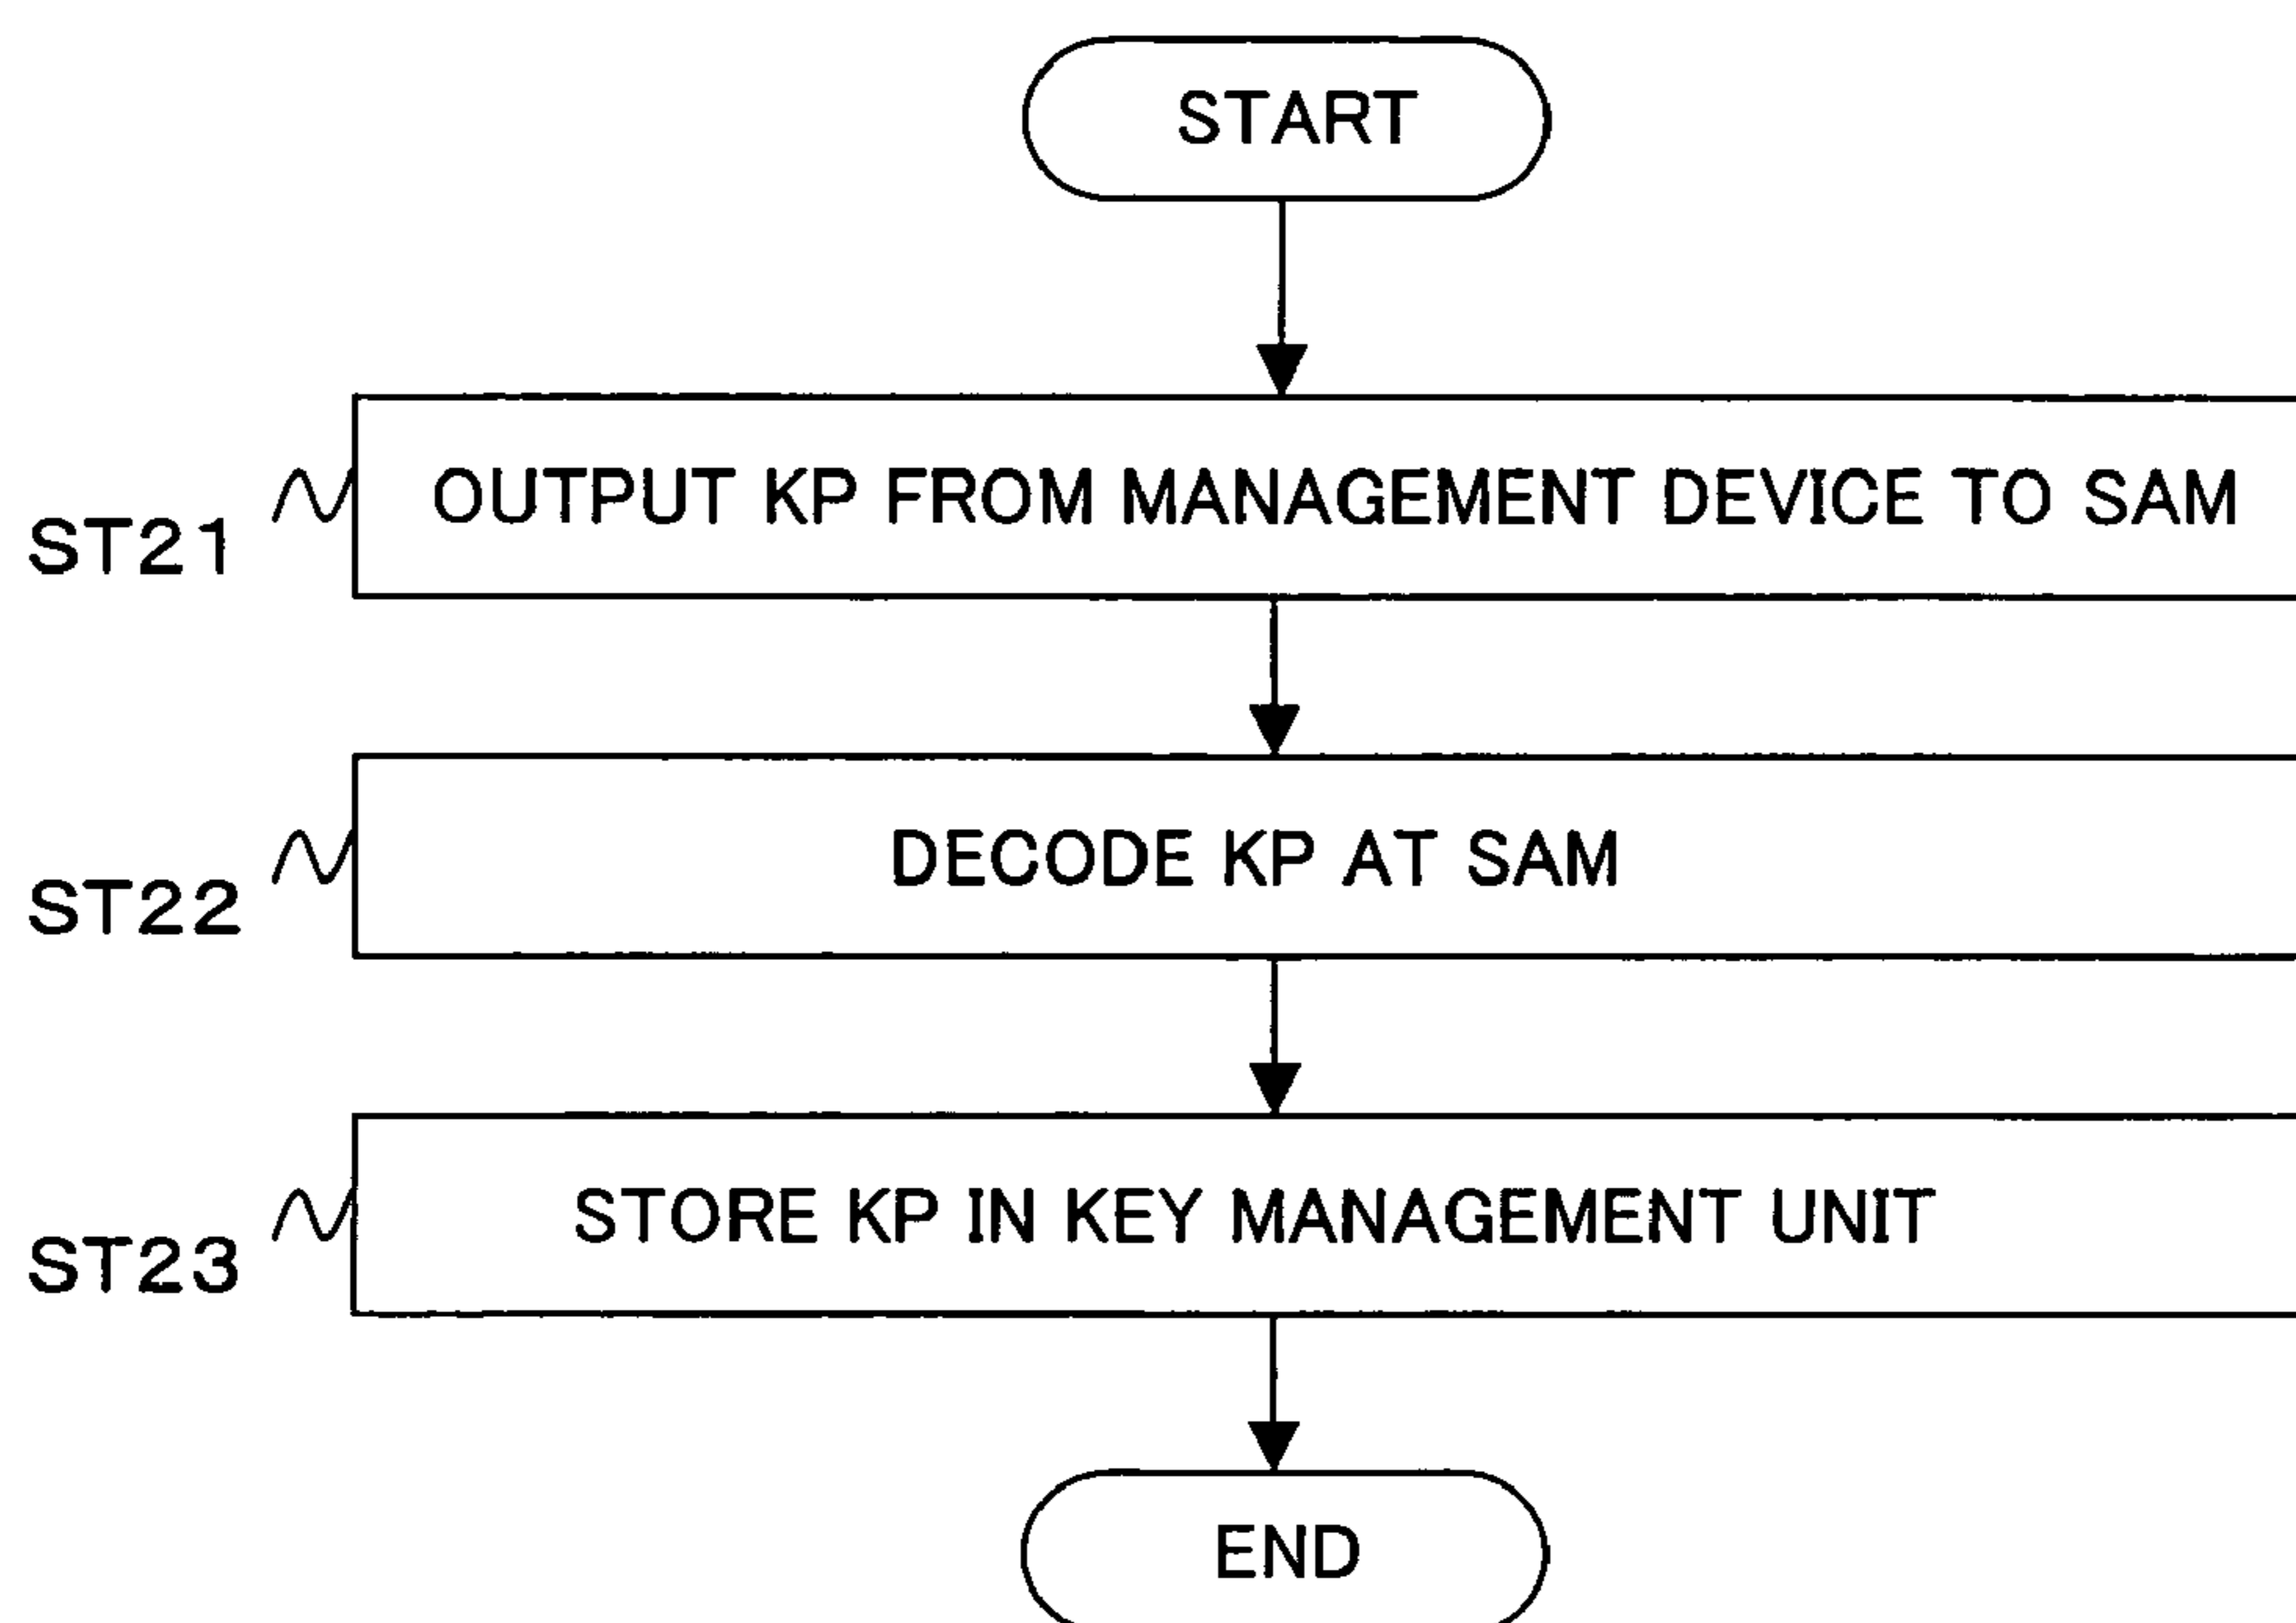 START
OUTPUT KP FROM MANAGEMENT DEVICE TO SAM
ST21
DECODE KP AT SAM
ST22
STORE KP IN KEY MANAGEMENT UNIT
ST23
END